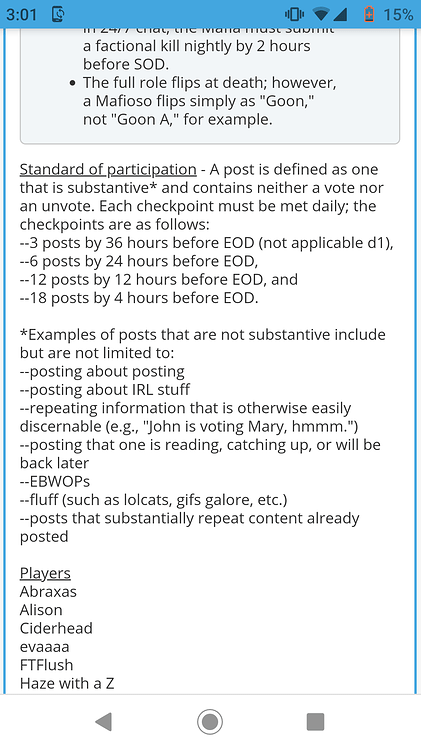 3:01
15%
in 24/7 chat, the Mafia must submit
a factional kill nightly by 2 hours
before SOD.
• The full role flips at death; however,
a Mafioso flips simply as "Goon,"
not "Goon A," for example.
Standard of participation - A post is defined as one
that is substantive* and contains neither a vote nor
an unvote. Each checkpoint must be met daily; the
checkpoints are as follows:
--3 posts by 36 hours before EOD (not applicable d1),
--6 posts by 24 hours before EOD,
--12 posts by 12 hours before EOD, and
--18 posts by 4 hours before EOD.
*Examples of posts that are not substantive include
but are not limited to:
--posting about posting
--posting about IRL stuff
--repeating information that is otherwise easily
discernable (e.g., "John is voting Mary, hmmm.")
--posting that one is reading, catching up, or will be
back later
--EBWOPs
--fluff (such as lolcats, gifs galore, etc.)
--posts that substantially repeat content already
posted
Players
Abraxas
Alison
Ciderhead
evaaaa
FTFlush
Haze with a Z